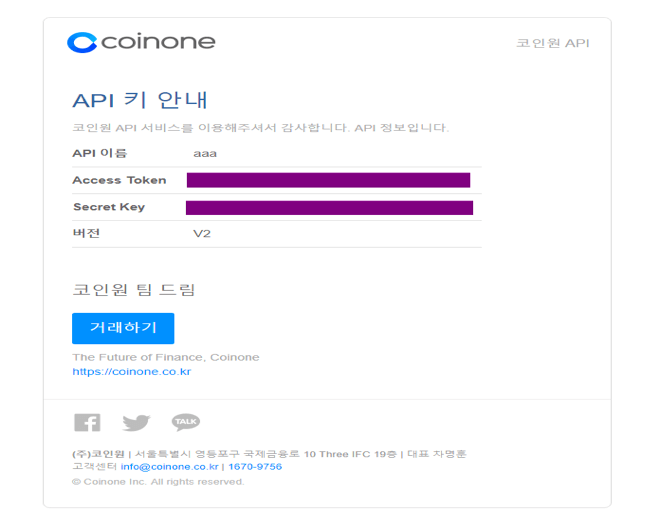 coinone
코인원 API
API 키 안내
코인원 API 서비스를 이용해주셔서 감사합니다. API 정보입니다.
API 이름 aaa
Access Token
Secret Key
버전 V2
코인원 팀 드림
거래하기
The Future of Finance, Coinone
https://coinone.co.kr
TALK
(주)코인원 | 서울특별시 영등포구 국제금융로 10 Three IFC 19층 | 대표 차명훈
고객센터 info@coinone.co.kr | 1670-9756
© Coinone Inc. All rights reserved.